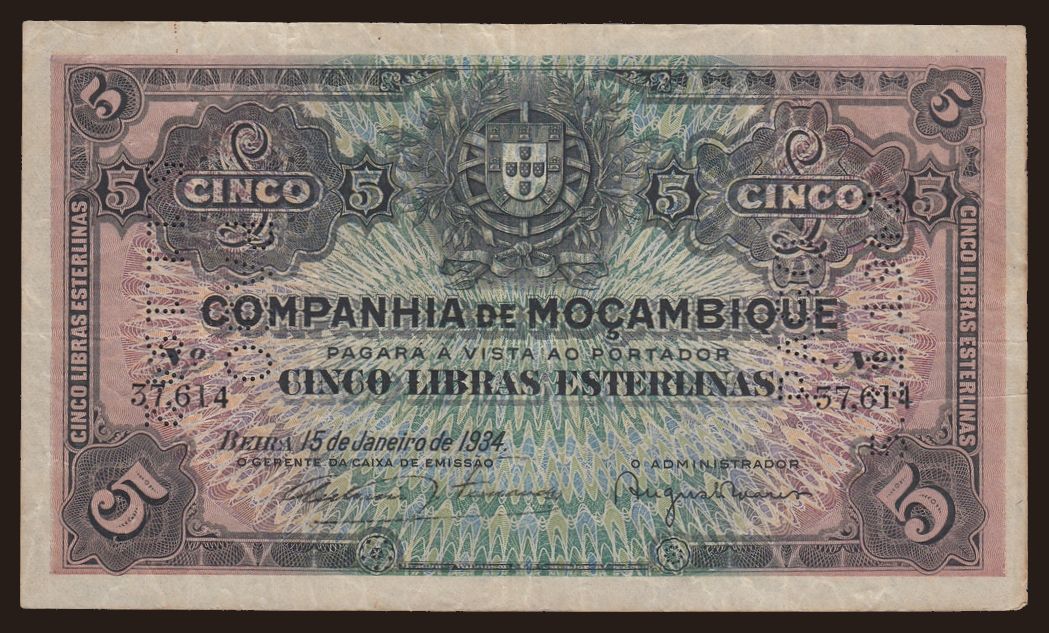 5 5
CINCO CINCO
5 5 5 5
CINCO LIBRAS ESTERLINAS
CINCO LIBRAS ESTERLINAS
COMPANHIA DE MOÇAMBIQUE
PAGARA A VISTA AO PORTADOR
Nº Nº
CINCO LIBRAS ESTERLINAS
37,614 37,614
BEIRA 15 de Janeiro de 1934.
O GERENTE DA CAIXA DE EMISSÃO O ADMINISTRADOR
5 5